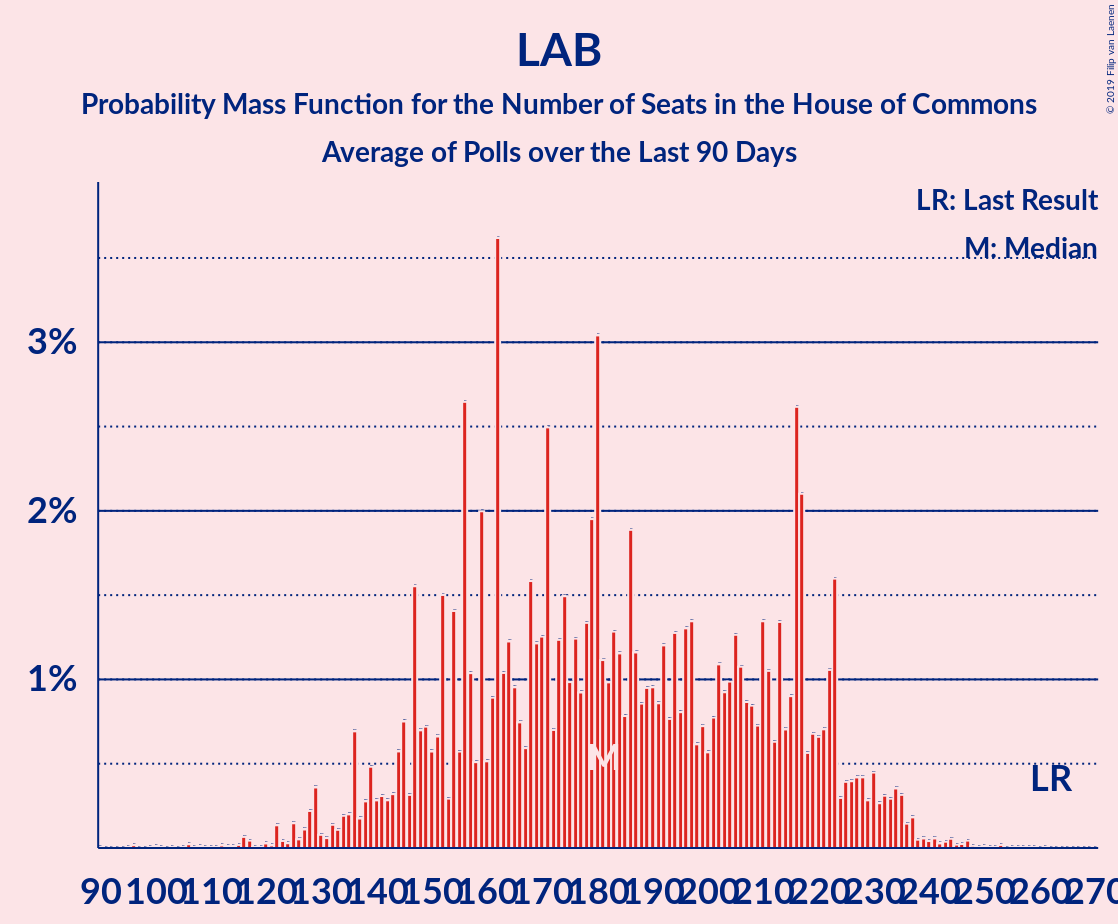 LAB
Probability Mass Function for the Number of Seats in the House of Commons
Average of Polls over the Last 90 Days
© 2019 Filip van Laenen
LR: Last Result
M: Median
3%
2%
1%
M
LR
90 100 110 120 130 140 150 160 170 180 190 200 210 220 230 240 250 260 270